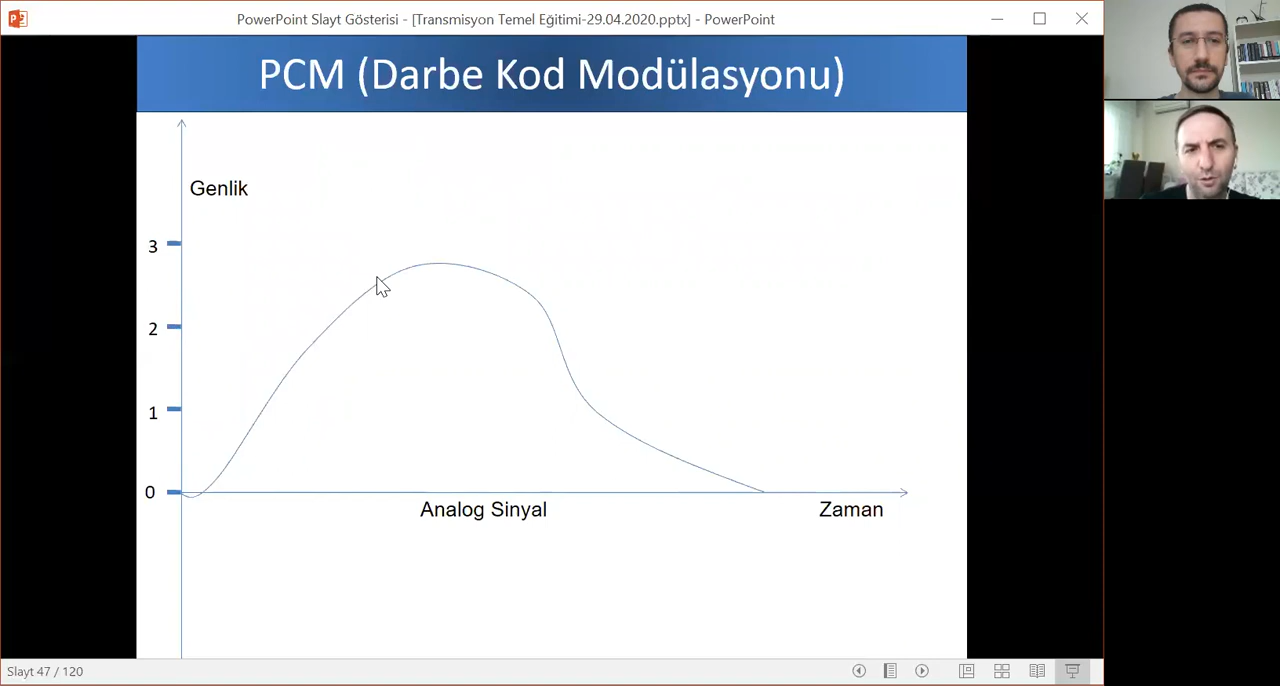 PowerPoint Slayt Gösterisi - [Transmisyon Temel Eğitimi-29.04.2020.pptx] - PowerPoint
PCM (Darbe Kod Modülasyonu)
Genlik
3
2
1
0
Analog Sinyal
Zaman
Slayt 47 / 120